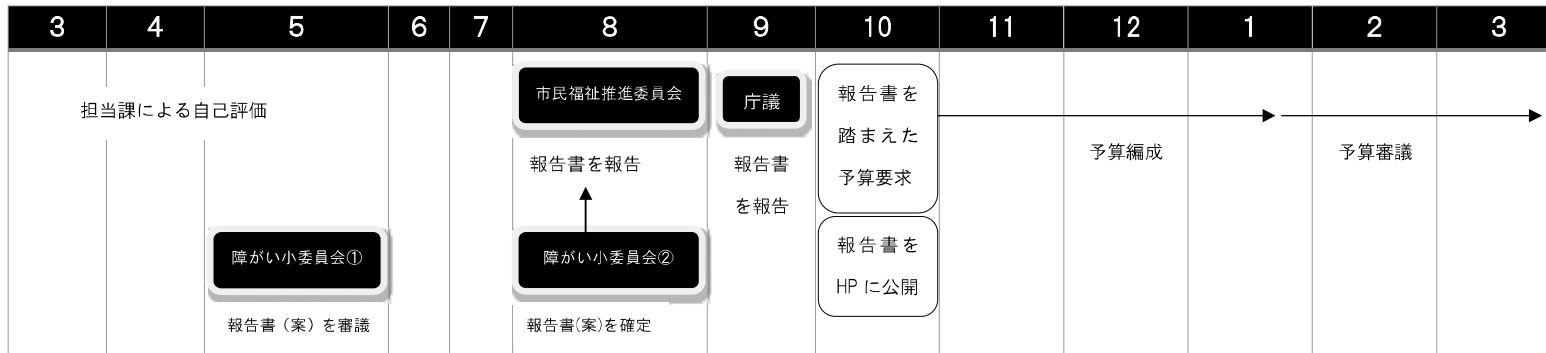 3 4 5 6 7 8 9 10 11 12 1 2 3
担当課による自己評価
市民福祉推進委員会
報告書を報告
庁議
報告書
を報告
報告書を
踏まえた
予算要求
予算編成
予算審議
障がい小委員会①
報告書（案）を審議
障がい小委員会②
報告書(案)を確定
報告書を
HPに公開